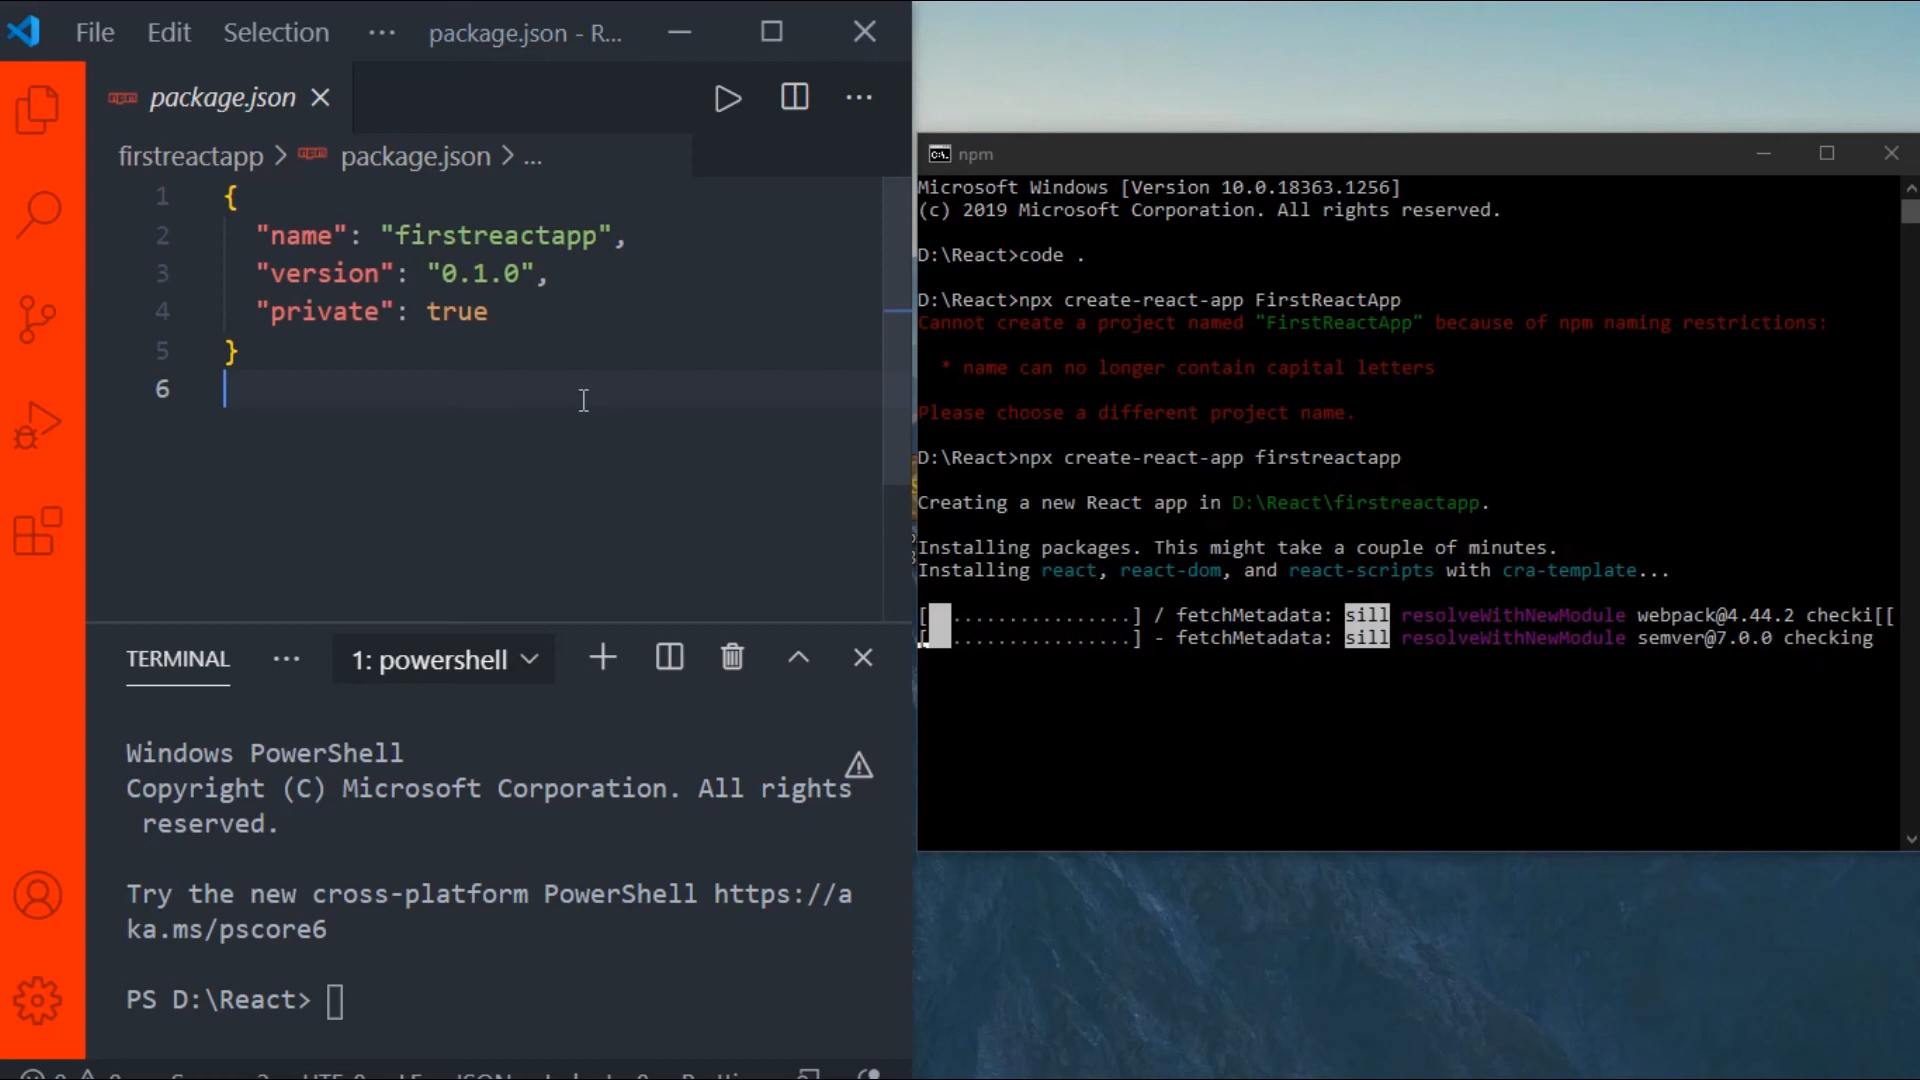 File Edit Selection ··· package.json - R...
package.json
firstreactapp > package.json > ...
1 {
2 "name": "firstreactapp",
3 "version": "0.1.0",
4 "private": true
5 }
6
TERMINAL ··· 1: powershell
Windows PowerShell
Copyright (C) Microsoft Corporation. All rights
reserved.
Try the new cross-platform PowerShell https://a
ka.ms/pscore6
PS D:\React>
npm
Microsoft Windows [Version 10.0.18363.1256]
(c) 2019 Microsoft Corporation. All rights reserved.
D:\React>code .
D:\React>npx create-react-app FirstReactApp
Cannot create a project named "FirstReactApp" because of npm naming restrictions:
* name can no longer contain capital letters
Please choose a different project name.
D:\React>npx create-react-app firstreactapp
Creating a new React app in D:\React\firstreactapp.
Installing packages. This might take a couple of minutes.
Installing react, react-dom, and react-scripts with cra-template...
[ ................] / fetchMetadata: sill resolveWithNewModule webpack@4.44.2 checki[[
[ ................] - fetchMetadata: sill resolveWithNewModule semver@7.0.0 checking